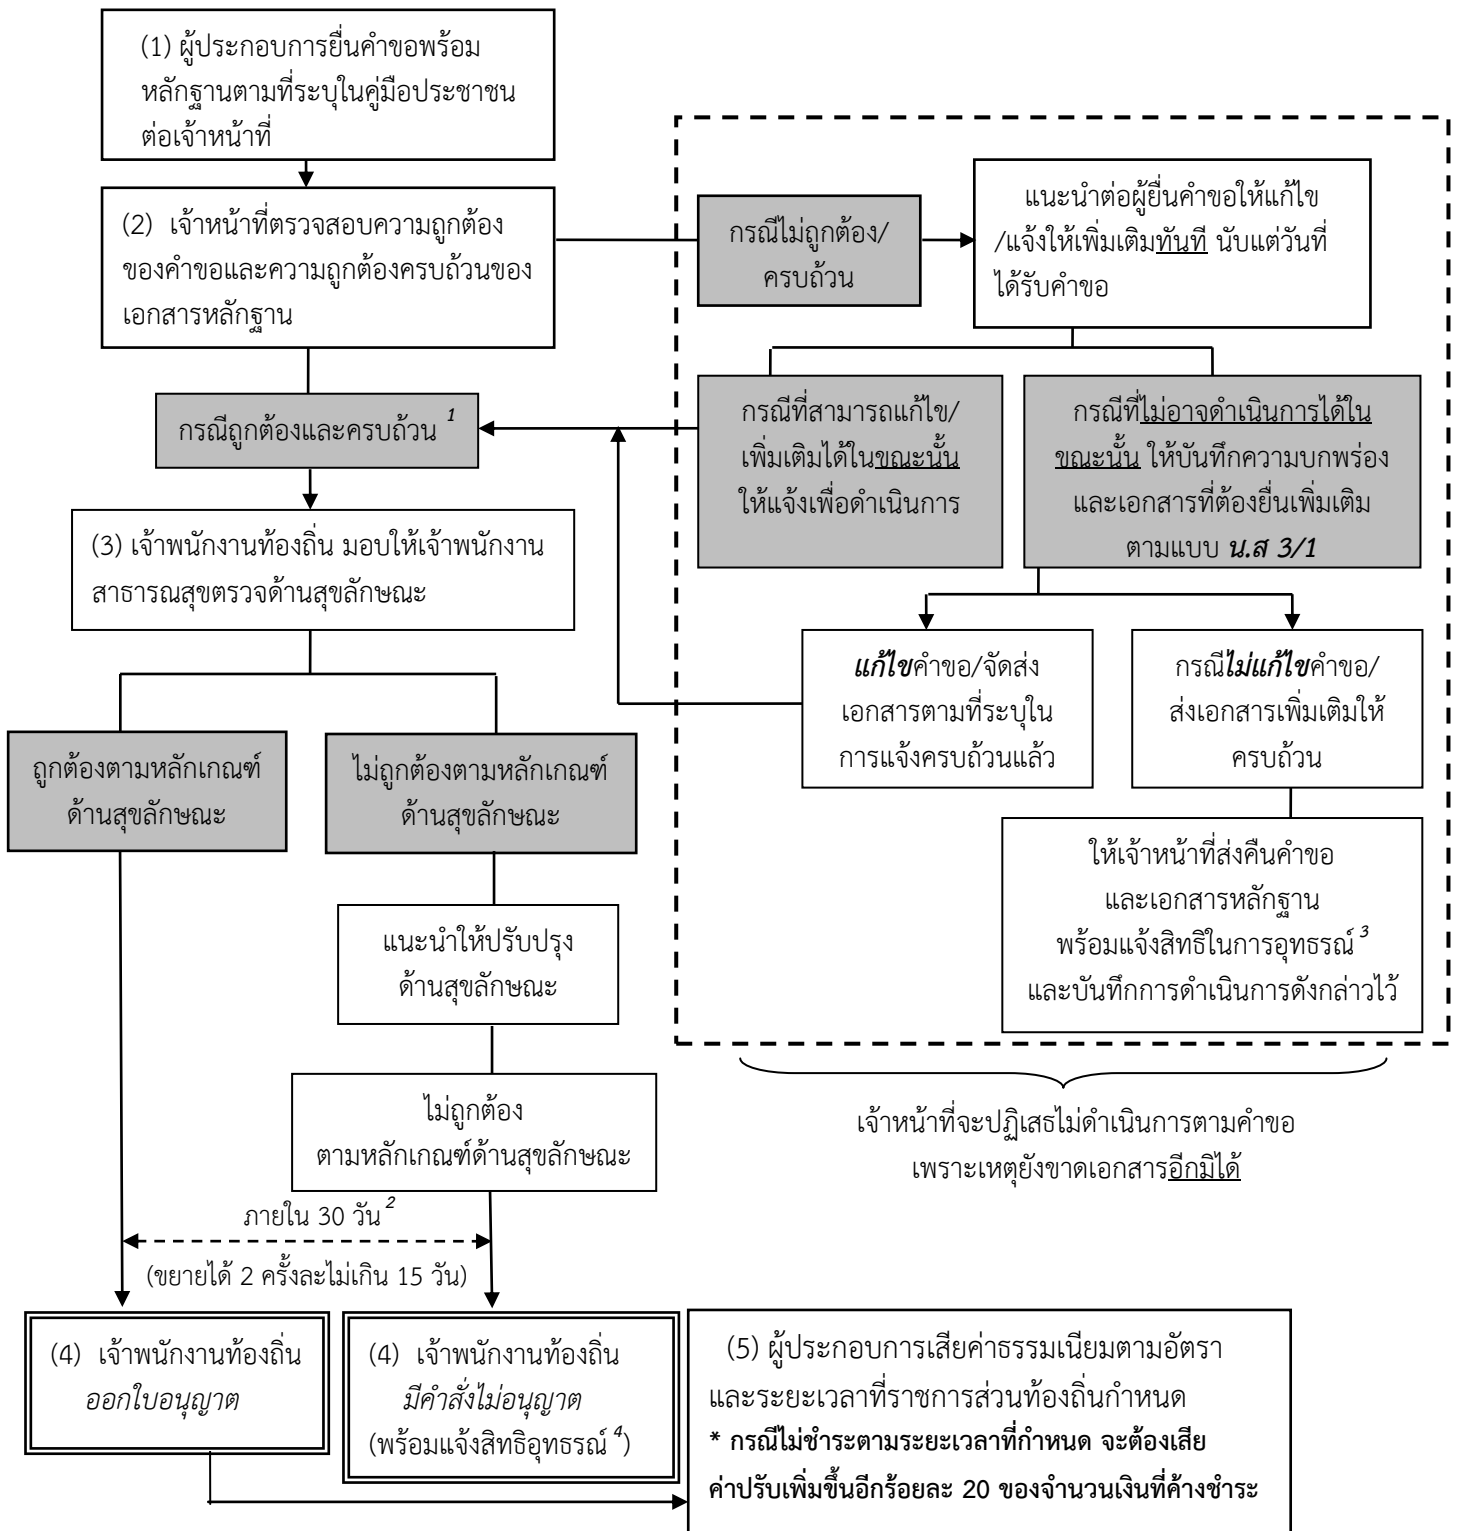 (1) ผู้ประกอบการยื่นคำขอพร้อม
หลักฐานตามที่ระบุในคู่มือประชาชน
ต่อเจ้าหน้าที่
(2) เจ้าหน้าที่ตรวจสอบความถูกต้อง
ของคำขอและความถูกต้องครบถ้วนของ
เอกสารหลักฐาน
กรณีไม่ถูกต้อง/
ครบถ้วน
แนะนำต่อผู้ยื่นคำขอให้แก้ไข
/แจ้งให้เพิ่มเติมทันที นับแต่วันที่
ได้รับคำขอ
กรณีถูกต้องและครบถ้วน 1
กรณีที่สามารถแก้ไข/
เพิ่มเติมได้ในขณะนั้น
ให้แจ้งเพื่อดำเนินการ
กรณีที่ไม่อาจดำเนินการได้ใน
ขณะนั้น ให้บันทึกความบกพร่อง
และเอกสารที่ต้องยื่นเพิ่มเติม
ตามแบบ น.ส 3/1
(3) เจ้าพนักงานท้องถิ่น มอบให้เจ้าพนักงาน
สาธารณสุขตรวจด้านสุขลักษณะ
แก้ไขคำขอ/จัดส่ง
เอกสารตามที่ระบุใน
การแจ้งครบถ้วนแล้ว
กรณีไม่แก้ไขคำขอ/
ส่งเอกสารเพิ่มเติมให้
ครบถ้วน
ถูกต้องตามหลักเกณฑ์
ด้านสุขลักษณะ
ไม่ถูกต้องตามหลักเกณฑ์
ด้านสุขลักษณะ
ให้เจ้าหน้าที่ส่งคืนคำขอ
และเอกสารหลักฐาน
พร้อมแจ้งสิทธิในการอุทธรณ์ 3
และบันทึกการดำเนินการดังกล่าวไว้
แนะนำให้ปรับปรุง
ด้านสุขลักษณะ
ไม่ถูกต้อง
ตามหลักเกณฑ์ด้านสุขลักษณะ
เจ้าหน้าที่จะปฏิเสธไม่ดำเนินการตามคำขอ
เพราะเหตุยังขาดเอกสารอีกมิได้
ภายใน 30 วัน 2
(ขยายได้ 2 ครั้งละไม่เกิน 15 วัน)
(4) เจ้าพนักงานท้องถิ่น
ออกใบอนุญาต
(4) เจ้าพนักงานท้องถิ่น
มีคำสั่งไม่อนุญาต
(พร้อมแจ้งสิทธิอุทธรณ์ 4)
(5) ผู้ประกอบการเสียค่าธรรมเนียมตามอัตรา
และระยะเวลาที่ราชการส่วนท้องถิ่นกำหนด
* กรณีไม่ชำระตามระยะเวลาที่กำหนด จะต้องเสีย
ค่าปรับเพิ่มขึ้นอีกร้อยละ 20 ของจำนวนเงินที่ค้างชำระ